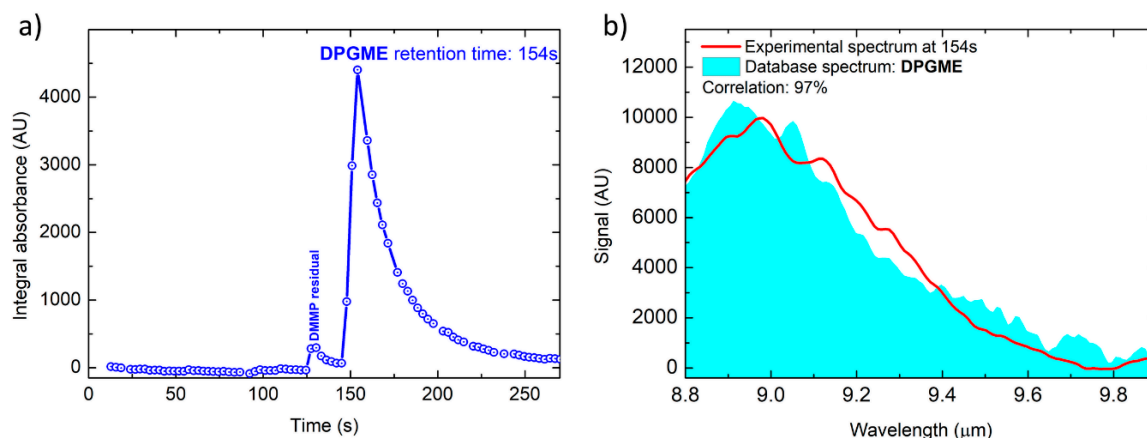 a)
DPGME retention time: 154s
Integral absorbance (AU)
4000
3000
2000
1000
0
DMMP residual
0 50 100 150 200 250
Time (s)
b)
Experimental spectrum at 154s
Database spectrum: DPGME
Correlation: 97%
Signal (AU)
12000
10000
8000
6000
4000
2000
0
8.8 9.0 9.2 9.4 9.6 9.8
Wavelength (μm)